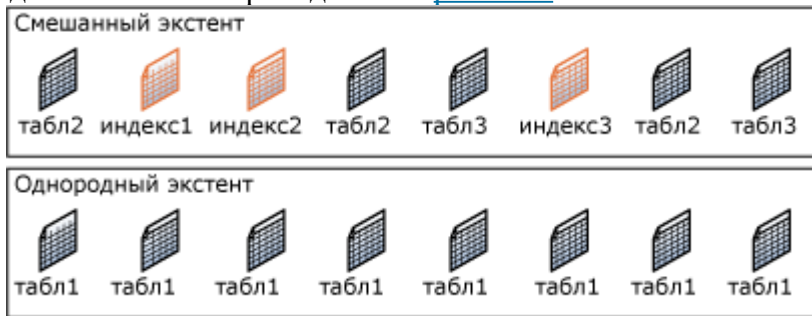 Смешанный экстент
табл2 индекс1 индекс2 табл2 табл3 индекс3 табл2 табл3
Однородный экстент
табл1 табл1 табл1 табл1 табл1 табл1 табл1 табл1